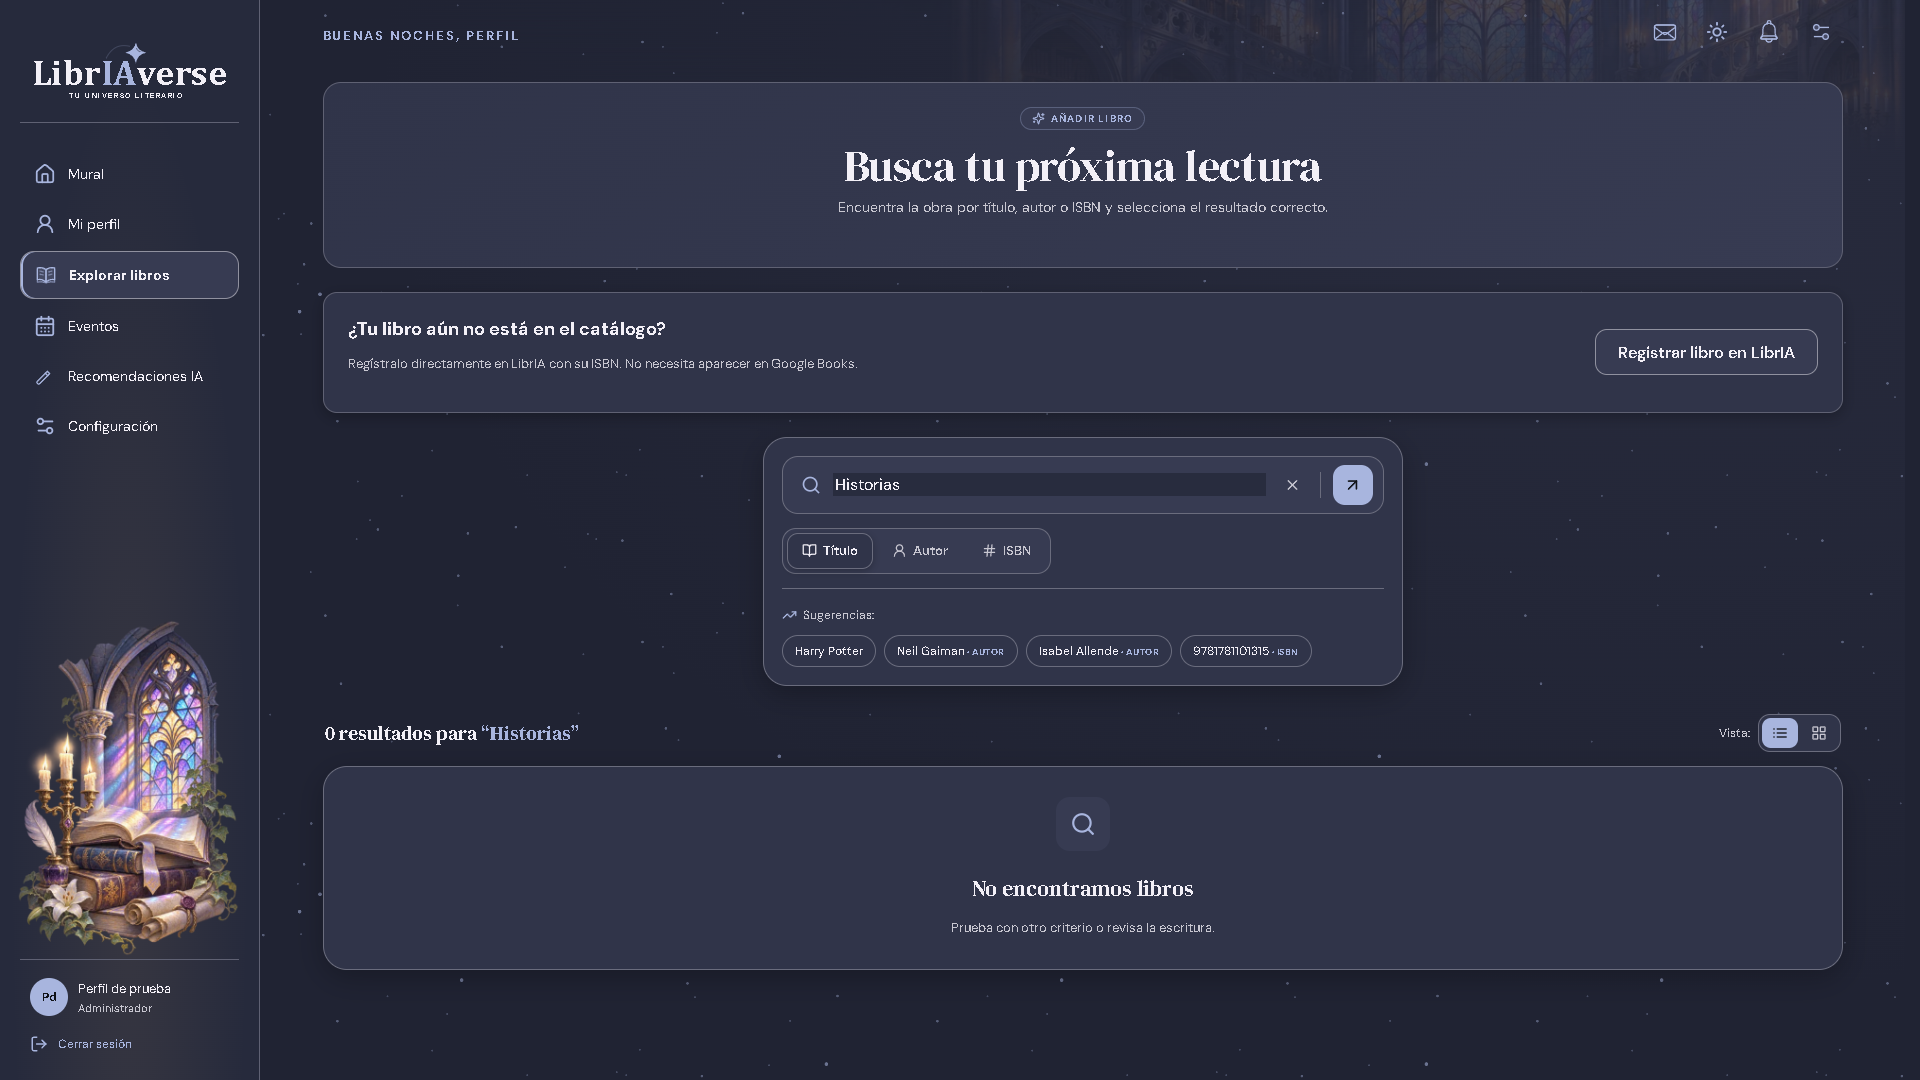 LibrIAverse
TU UNIVERSO LITERARIO
Mural
Mi perfil
Explorar libros
Eventos
Recomendaciones IA
Configuración
Pd
Perfil de prueba
Administrador
Cerrar sesión
BUENAS NOCHES, PERFIL
AÑADIR LIBRO
Busca tu próxima lectura
Encuentra la obra por título, autor o ISBN y selecciona el resultado correcto.
¿Tu libro aún no está en el catálogo?
Regístralo directamente en LibrIA con su ISBN. No necesita aparecer en Google Books.
Registrar libro en LibrIA
Historias
Título Autor ISBN
Sugerencias:
Harry Potter Neil Gaiman · AUTOR Isabel Allende · AUTOR 9781781101315 · ISBN
0 resultados para “Historias”
Vista:
No encontramos libros
Prueba con otro criterio o revisa la escritura.